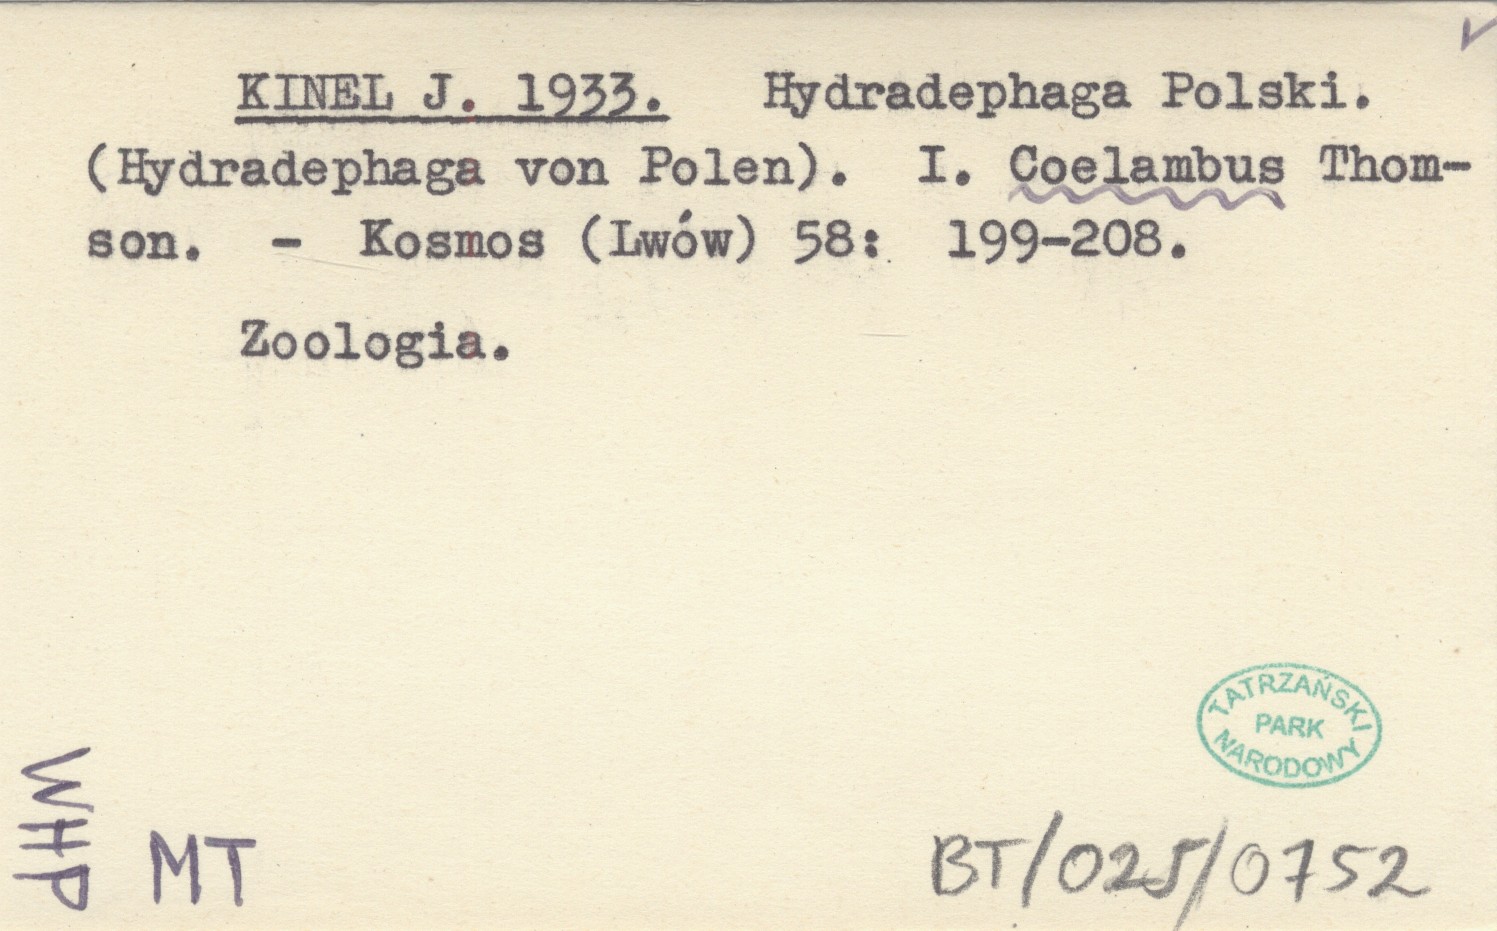 KINEL J. 1933. Hydradephaga Polski.
(Hydradephaga von Polen). I. Coelambus Thom-
son. - Kosmos (Lwów) 58: 199-208.
Zoologia.
TATRZAŃSKI
PARK
NARODOWY
WHP
MT
BT/025/0752